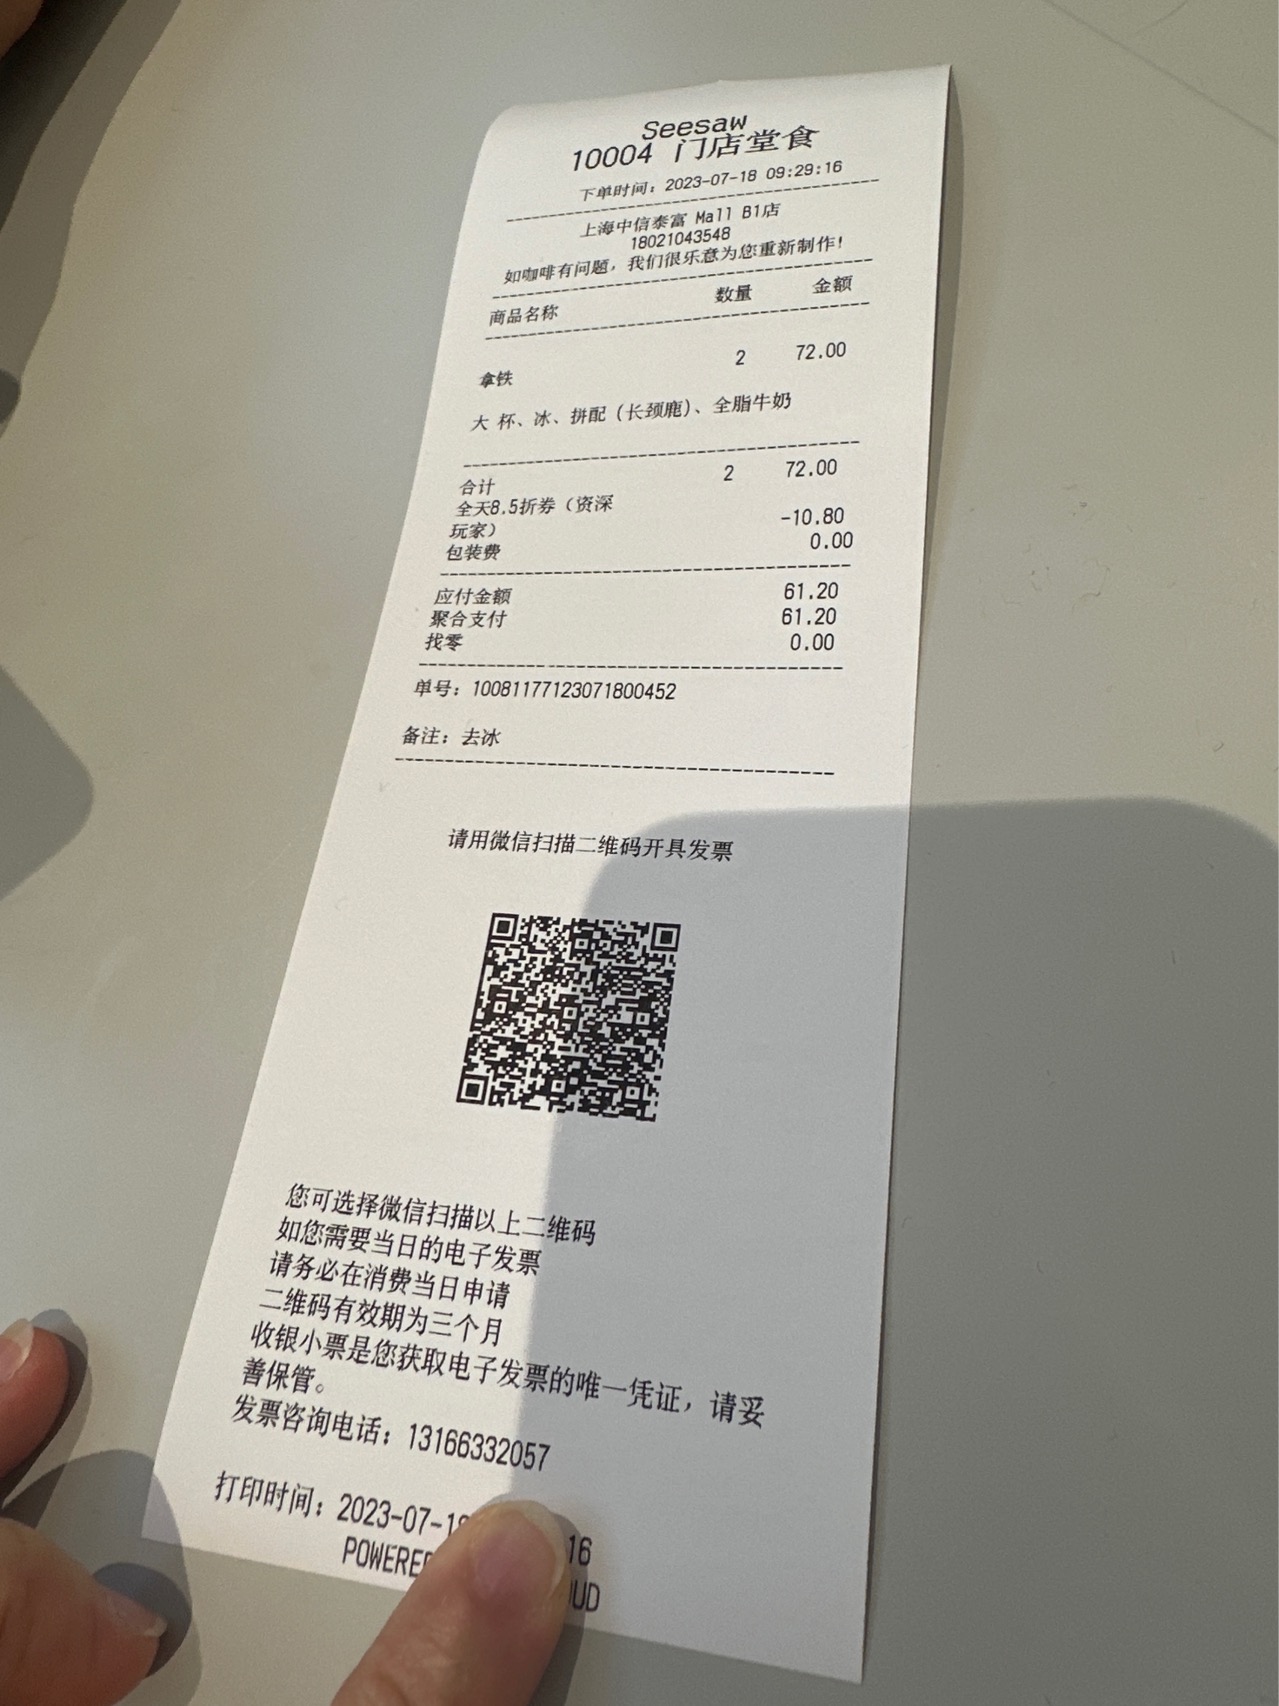 Seesaw
10004 门店堂食
下单时间：2023-07-18 09:29:16
上海中信泰富 Mall B1店
18021043548
如咖啡有问题，我们很乐意为您重新制作！
商品名称 数量 金额
拿铁 2 72.00
大 杯、冰、拼配（长颈鹿）、全脂牛奶
合计 2 72.00
全天8.5折券（资深
玩家） -10.80
包装费 0.00
应付金额 61.20
聚合支付 61.20
找零 0.00
单号：10081177123071800452
备注：去冰
请用微信扫描二维码开具发票
您可选择微信扫描以上二维码
如您需要当日的电子发票
请务必在消费当日申请
二维码有效期为三个月
收银小票是您获取电子发票的唯一凭证，请妥
善保管。
发票咨询电话：13166332057
打印时间：2023-07-1 16
POWERED